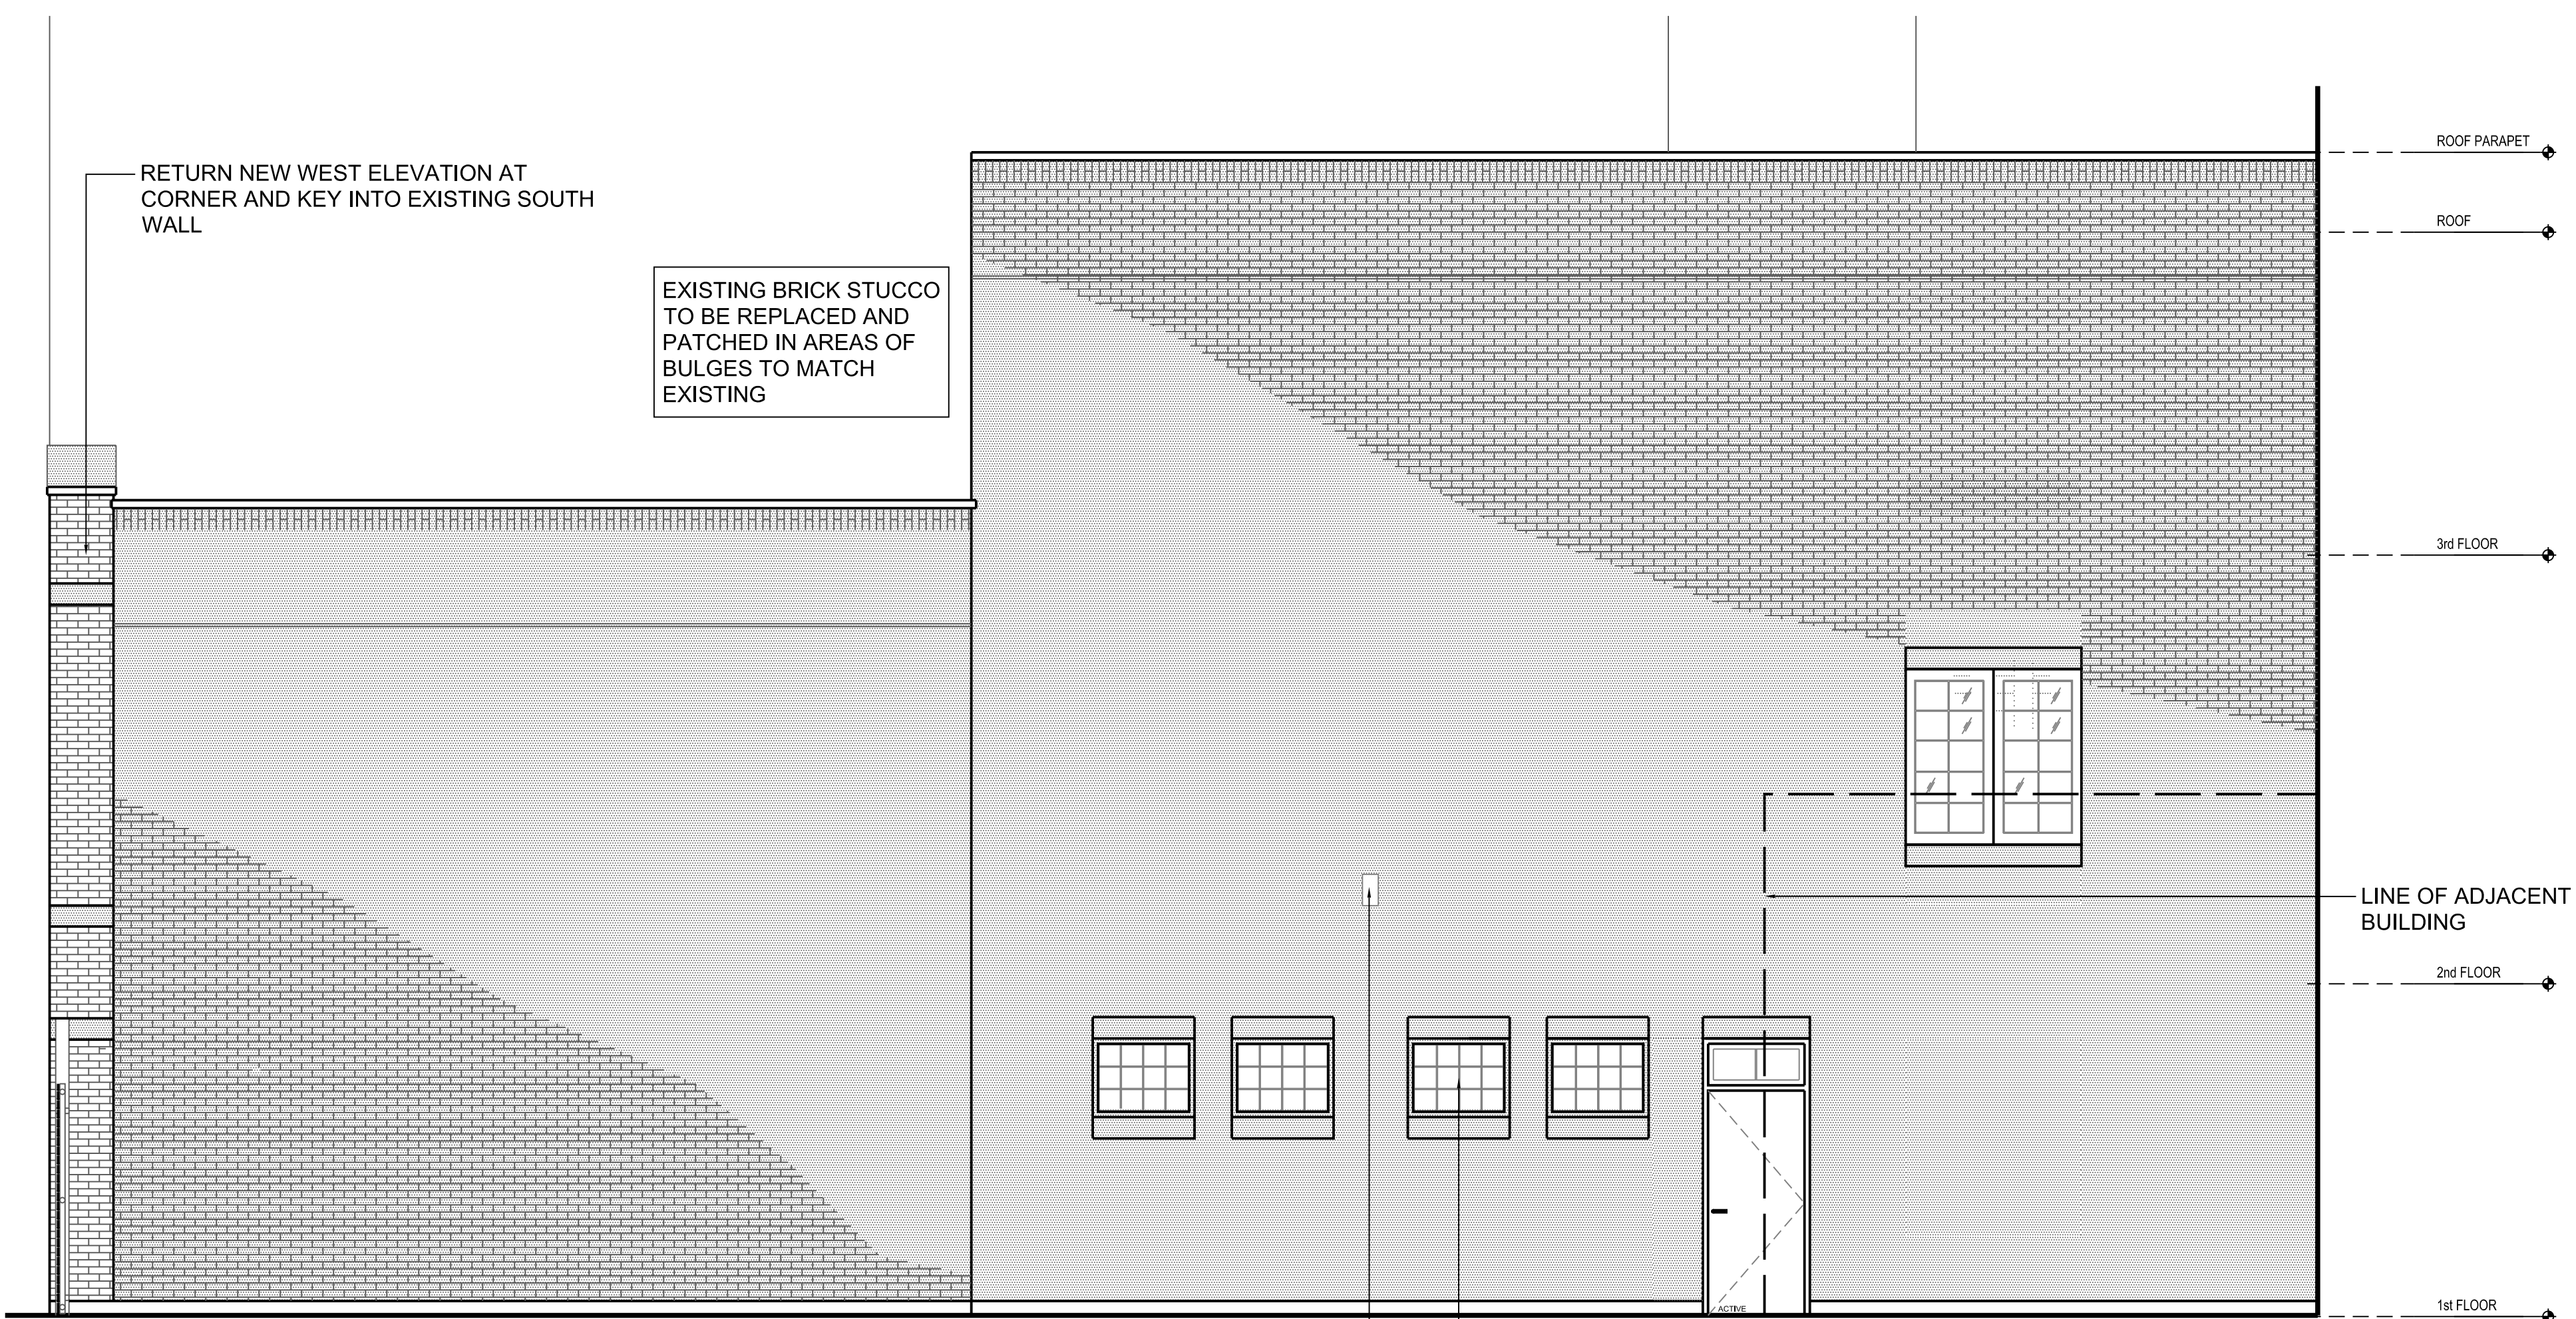 ROOF PARAPET
RETURN NEW WEST ELEVATION AT
CORNER AND KEY INTO EXISTING SOUTH
WALL
ROOF
EXISTING BRICK STUCCO
TO BE REPLACED AND
PATCHED IN AREAS OF
BULGES TO MATCH
EXISTING
3rd FLOOR
LINE OF ADJACENT
BUILDING
2nd FLOOR
ACTIVE
1st FLOOR